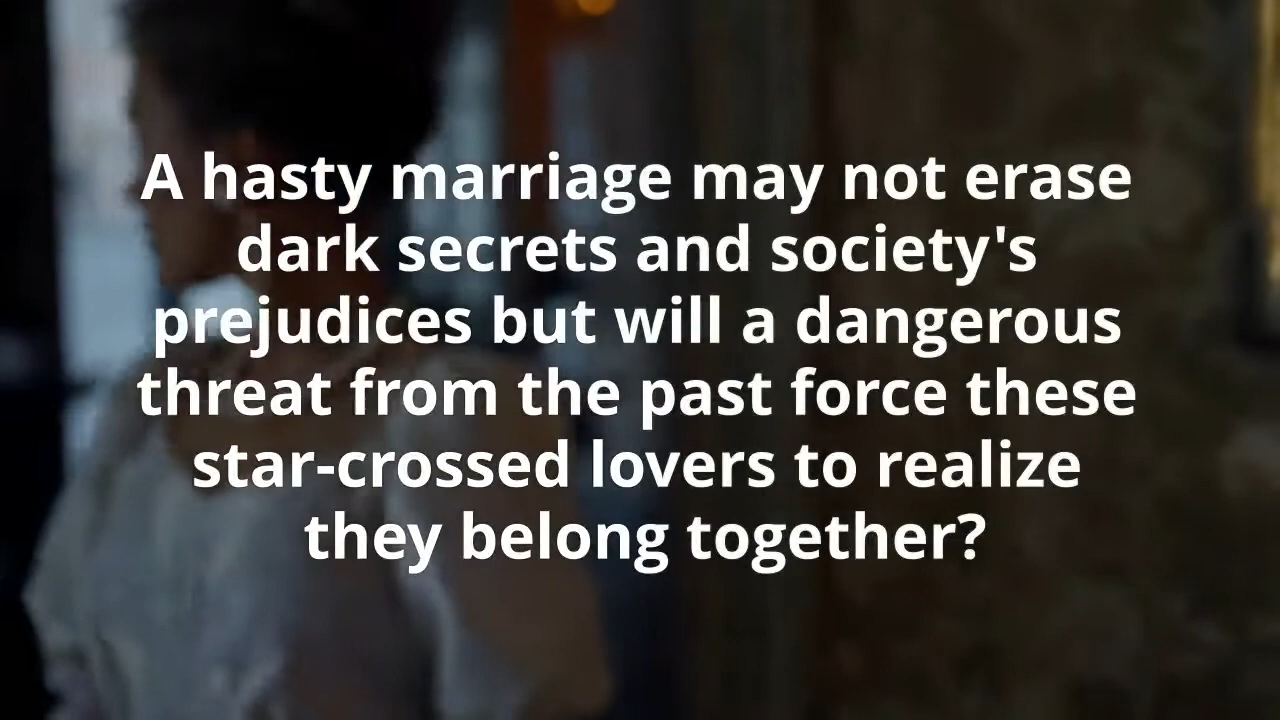 A hasty marriage may not erase
dark secrets and society's
prejudices but will a dangerous
threat from the past force these
star-crossed lovers to realize
they belong together?